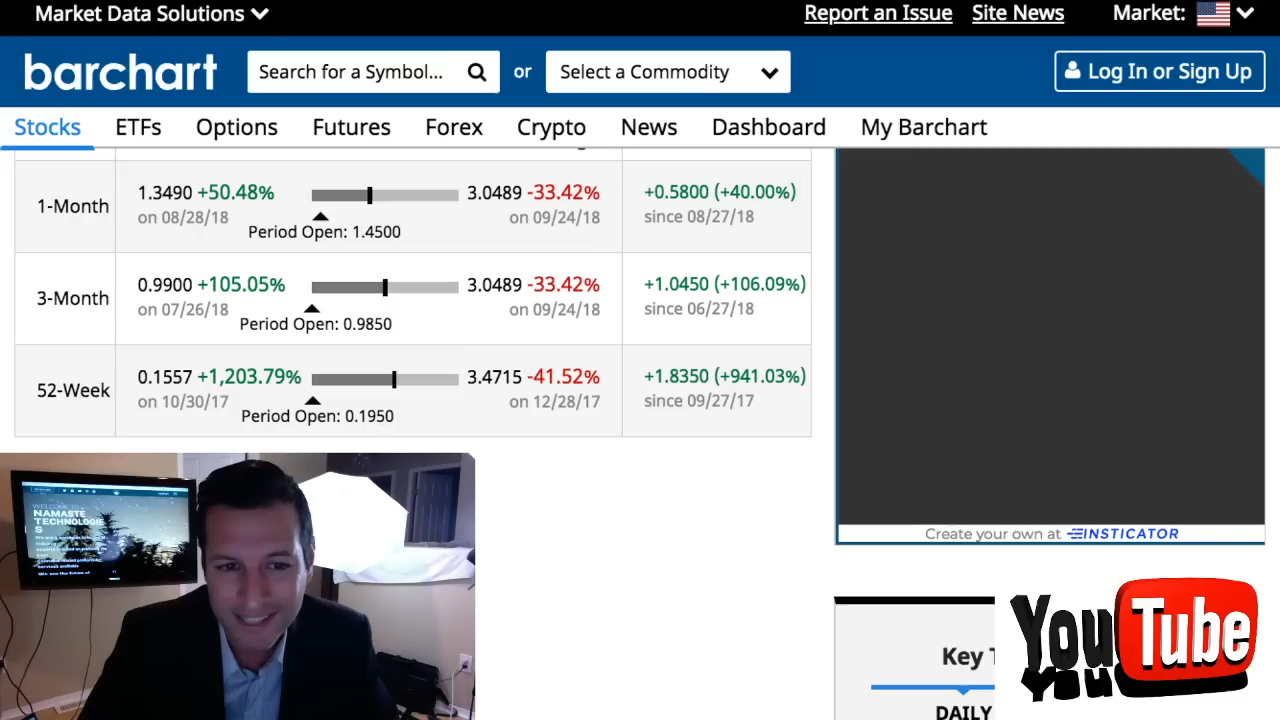 Market Data Solutions
Report an Issue
Site News
Market:
barchart
Search for a Symbol...
or
Select a Commodity
Log In or Sign Up
Stocks
ETFs
Options
Futures
Forex
Crypto
News
Dashboard
My Barchart
1-Month
1.3490 +50.48%
on 08/28/18
Period Open: 1.4500
3.0489 -33.42%
on 09/24/18
+0.5800 (+40.00%)
since 08/27/18
3-Month
0.9900 +105.05%
on 07/26/18
Period Open: 0.9850
3.0489 -33.42%
on 09/24/18
+1.0450 (+106.09%)
since 06/27/18
52-Week
0.1557 +1,203.79%
on 10/30/17
Period Open: 0.1950
3.4715 -41.52%
on 12/28/17
+1.8350 (+941.03%)
since 09/27/17
Create your own at INSTICATOR
WELCOME TO
NAMASTE
TECHNOLOGIE
S
Key
DAILY
YouTube